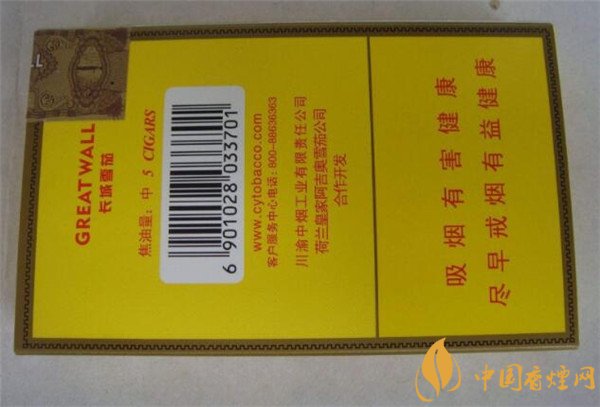 LL
GREATWALL
长城雪茄
焦油量：中 5 CIGARS
6 901028 033701
www.cytobacco.com
客户服务中心电话：800-88636363
川渝中烟工业有限责任公司
荷兰皇家阿吉奥雪茄公司
合作开发
吸烟有害健康
尽早戒烟有益健康
中国香烟网